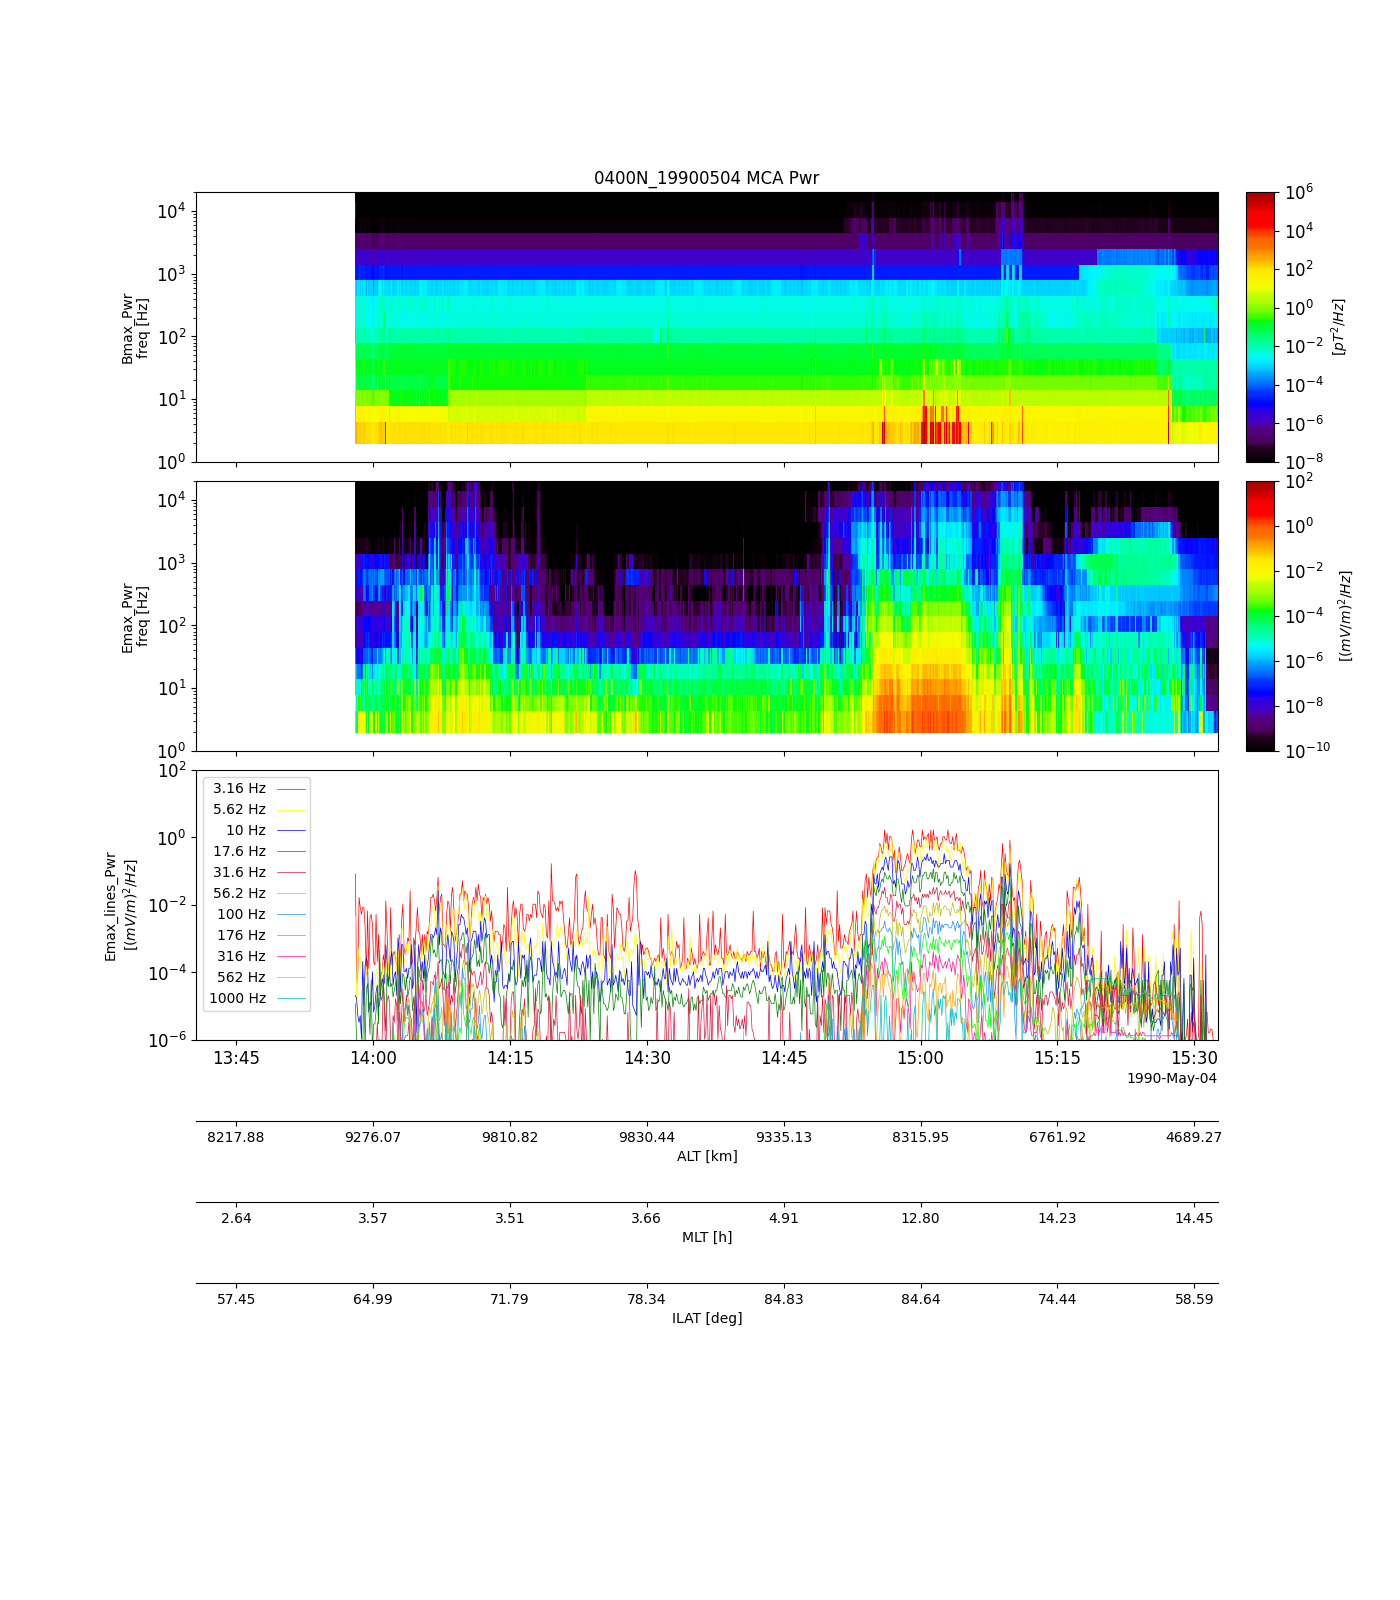 0400N_19900504 MCA Pwr
10^4
10^3
10^2
10^1
10^0
Bmax_Pwr
freq [Hz]
10^6
10^4
10^2
10^0
10^-2
10^-4
10^-6
10^-8
[pT^2/Hz]
10^4
10^3
10^2
10^1
10^0
Emax_Pwr
freq [Hz]
10^2
10^0
10^-2
10^-4
10^-6
10^-8
10^-10
[(mV/m)^2/Hz]
10^2
10^0
10^-2
10^-4
10^-6
Emax_lines_Pwr
[(mV/m)^2/Hz]
3.16 Hz
5.62 Hz
10 Hz
17.6 Hz
31.6 Hz
56.2 Hz
100 Hz
176 Hz
316 Hz
562 Hz
1000 Hz
13:45 14:00 14:15 14:30 14:45 15:00 15:15 15:30
1990-May-04
8217.88 9276.07 9810.82 9830.44 9335.13 8315.95 6761.92 4689.27
ALT [km]
2.64 3.57 3.51 3.66 4.91 12.80 14.23 14.45
MLT [h]
57.45 64.99 71.79 78.34 84.83 84.64 74.44 58.59
ILAT [deg]